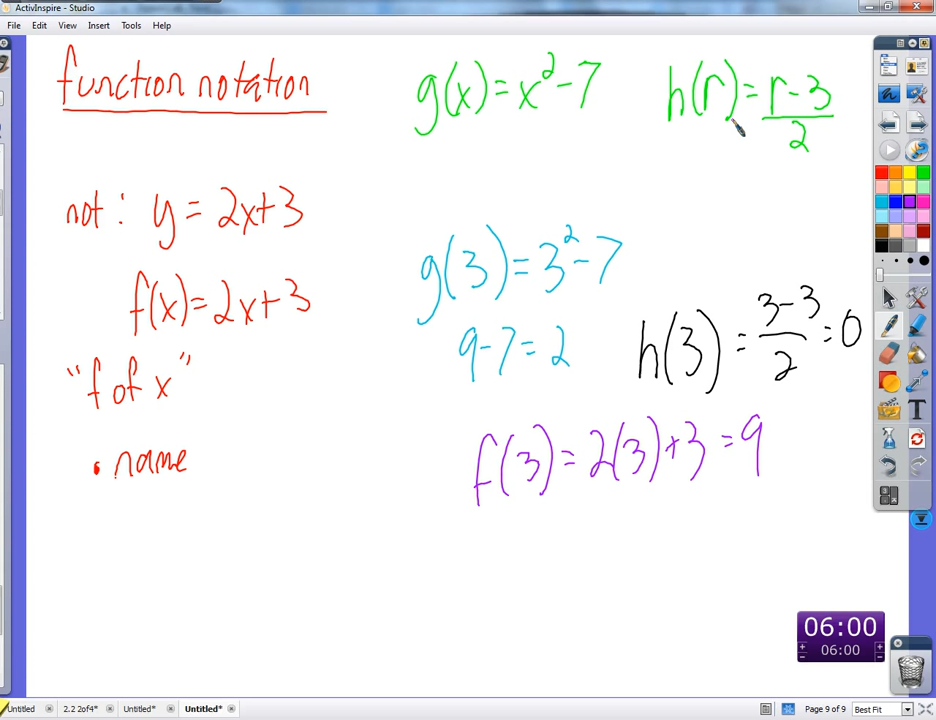 ActivInspire - Studio
File Edit View Insert Tools Help
function notation
g(x) = x² - 7
h(r) = r - 3 / 2
not: y = 2x + 3
f(x) = 2x + 3
"f of x"
• name
g(3) = 3² - 7
9 - 7 = 2
h(3) = 3 - 3 / 2 = 0
f(3) = 2(3) + 3 = 9
06:00
06:00
Untitled 2.2 2of4* Untitled* Untitled* Page 9 of 9 Best Fit